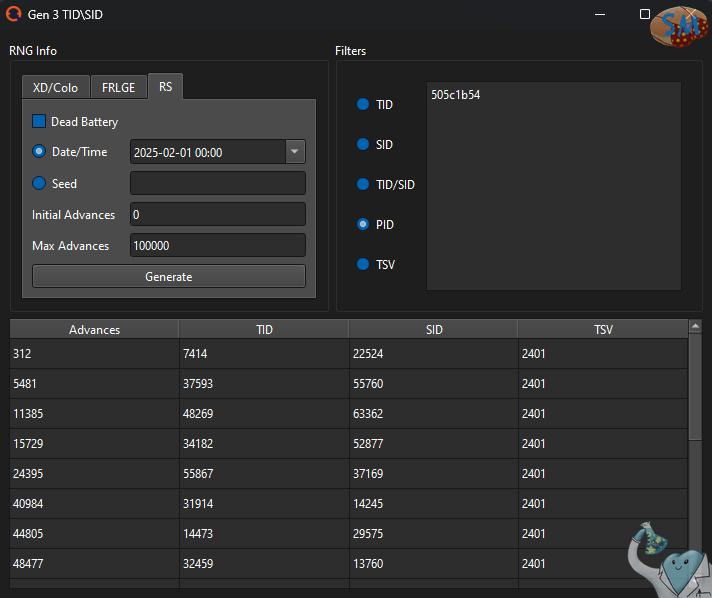 Gen 3 TID\SID
SM
RNG Info
Filters
XD/Colo FRLGE RS
Dead Battery
Date/Time 2025-02-01 00:00
Seed
Initial Advances 0
Max Advances 100000
Generate
TID
SID
TID/SID
PID
TSV
505c1b54
Advances TID SID TSV
312 7414 22524 2401
5481 37593 55760 2401
11385 48269 63362 2401
15729 34182 52877 2401
24395 55867 37169 2401
40984 31914 14245 2401
44805 14473 29575 2401
48477 32459 13760 2401